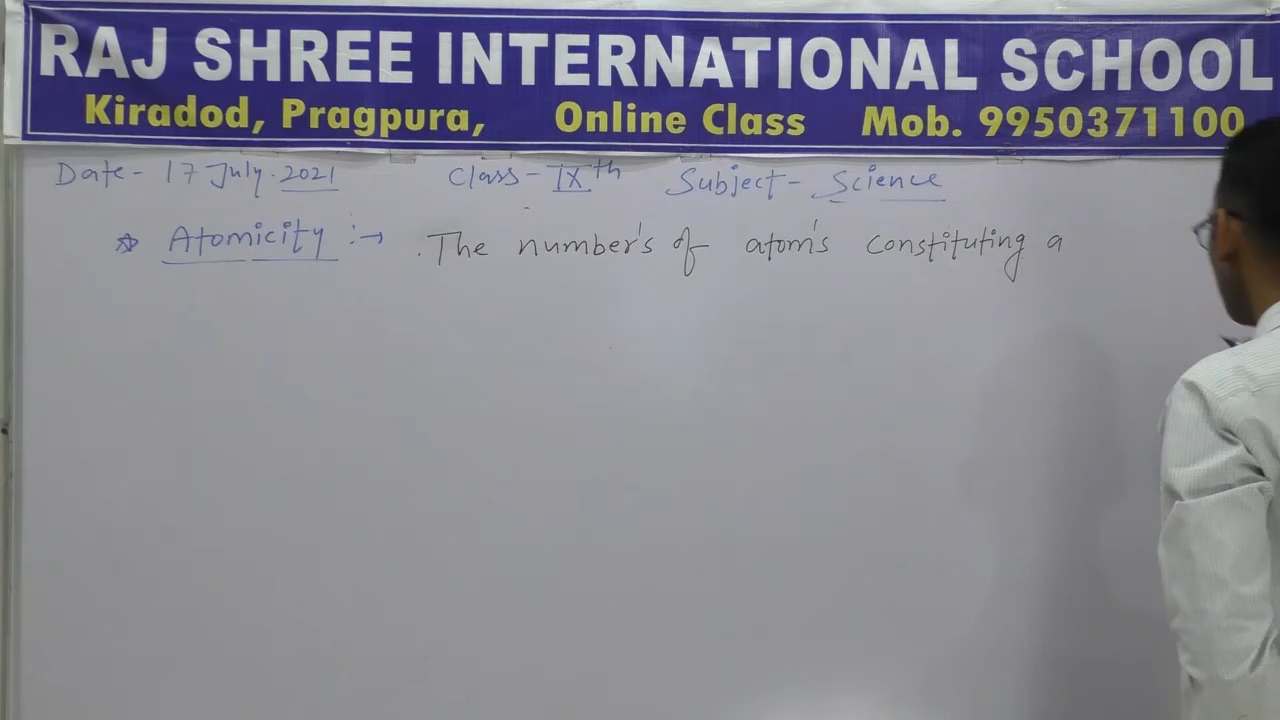 RAJ SHREE INTERNATIONAL SCHOOL
Kiradod, Pragpura, Online Class Mob. 9950371100
Date - 17 July. 2021 Class - IXth Subject - Science
☆ Atomicity :→ The number's of atom's constituting a